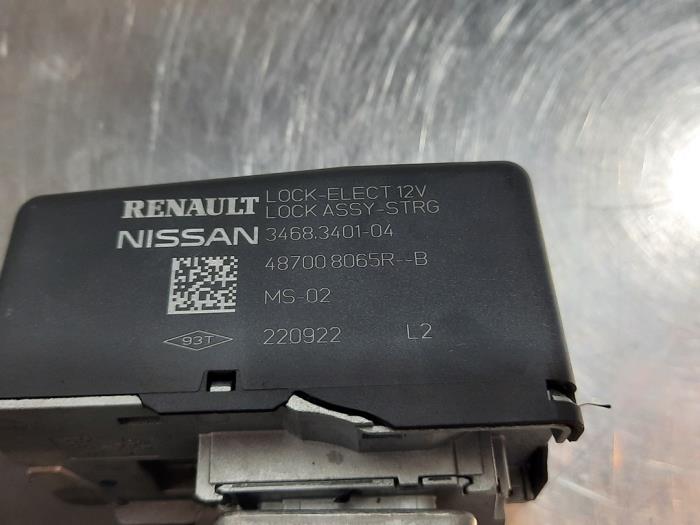 RENAULT LOCK-ELECT 12V
LOCK ASSY-STRG
NISSAN 3468.3401-04
48700 8065R--B
MS-02
93T 220922 L2